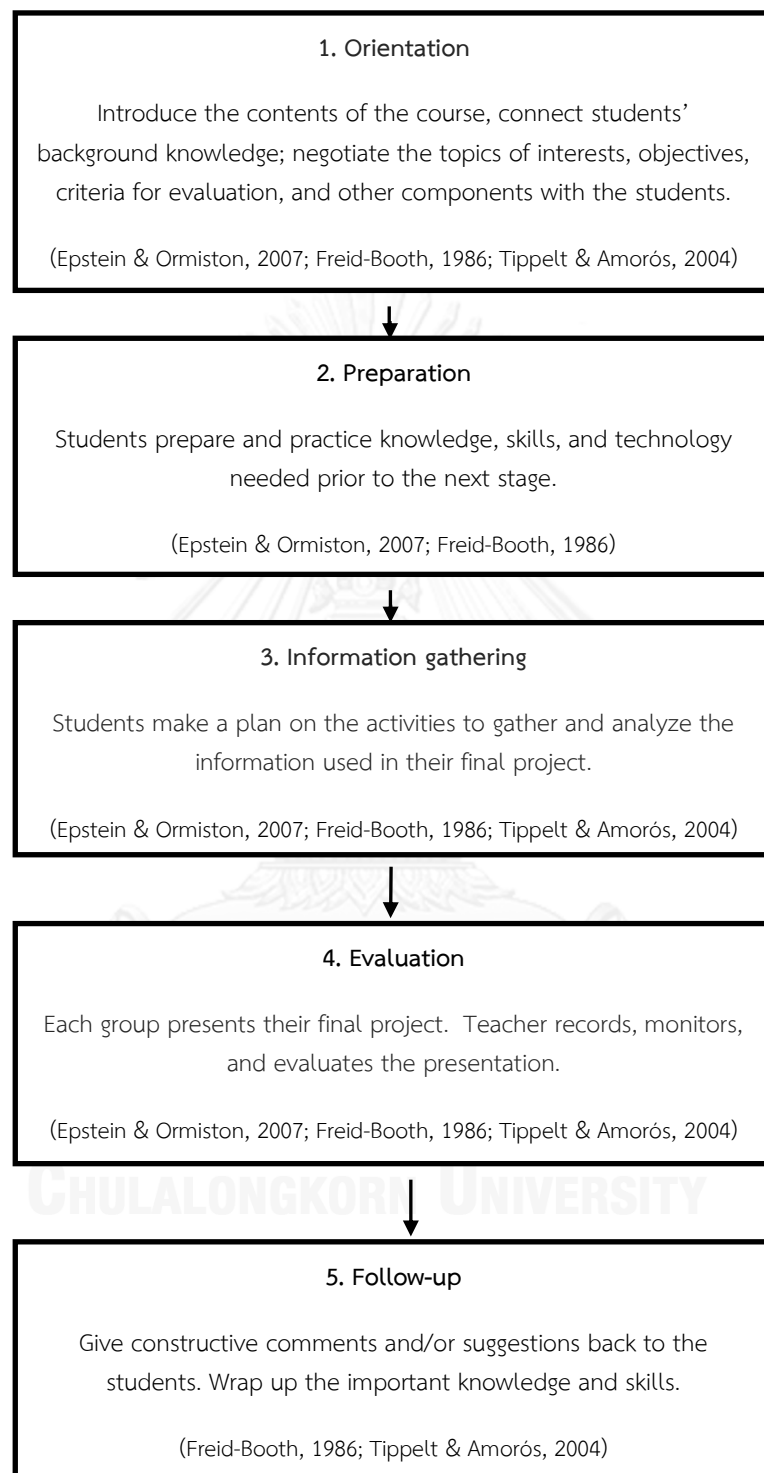 1. Orientation
Introduce the contents of the course, connect students’
background knowledge; negotiate the topics of interests, objectives,
criteria for evaluation, and other components with the students.
(Epstein & Ormiston, 2007; Freid-Booth, 1986; Tippelt & Amorós, 2004)
2. Preparation
Students prepare and practice knowledge, skills, and technology
needed prior to the next stage.
(Epstein & Ormiston, 2007; Freid-Booth, 1986)
3. Information gathering
Students make a plan on the activities to gather and analyze the
information used in their final project.
(Epstein & Ormiston, 2007; Freid-Booth, 1986; Tippelt & Amorós, 2004)
4. Evaluation
Each group presents their final project. Teacher records, monitors,
and evaluates the presentation.
(Epstein & Ormiston, 2007; Freid-Booth, 1986; Tippelt & Amorós, 2004)
CHULALONGKORN UNIVERSITY
5. Follow-up
Give constructive comments and/or suggestions back to the
students. Wrap up the important knowledge and skills.
(Freid-Booth, 1986; Tippelt & Amorós, 2004)